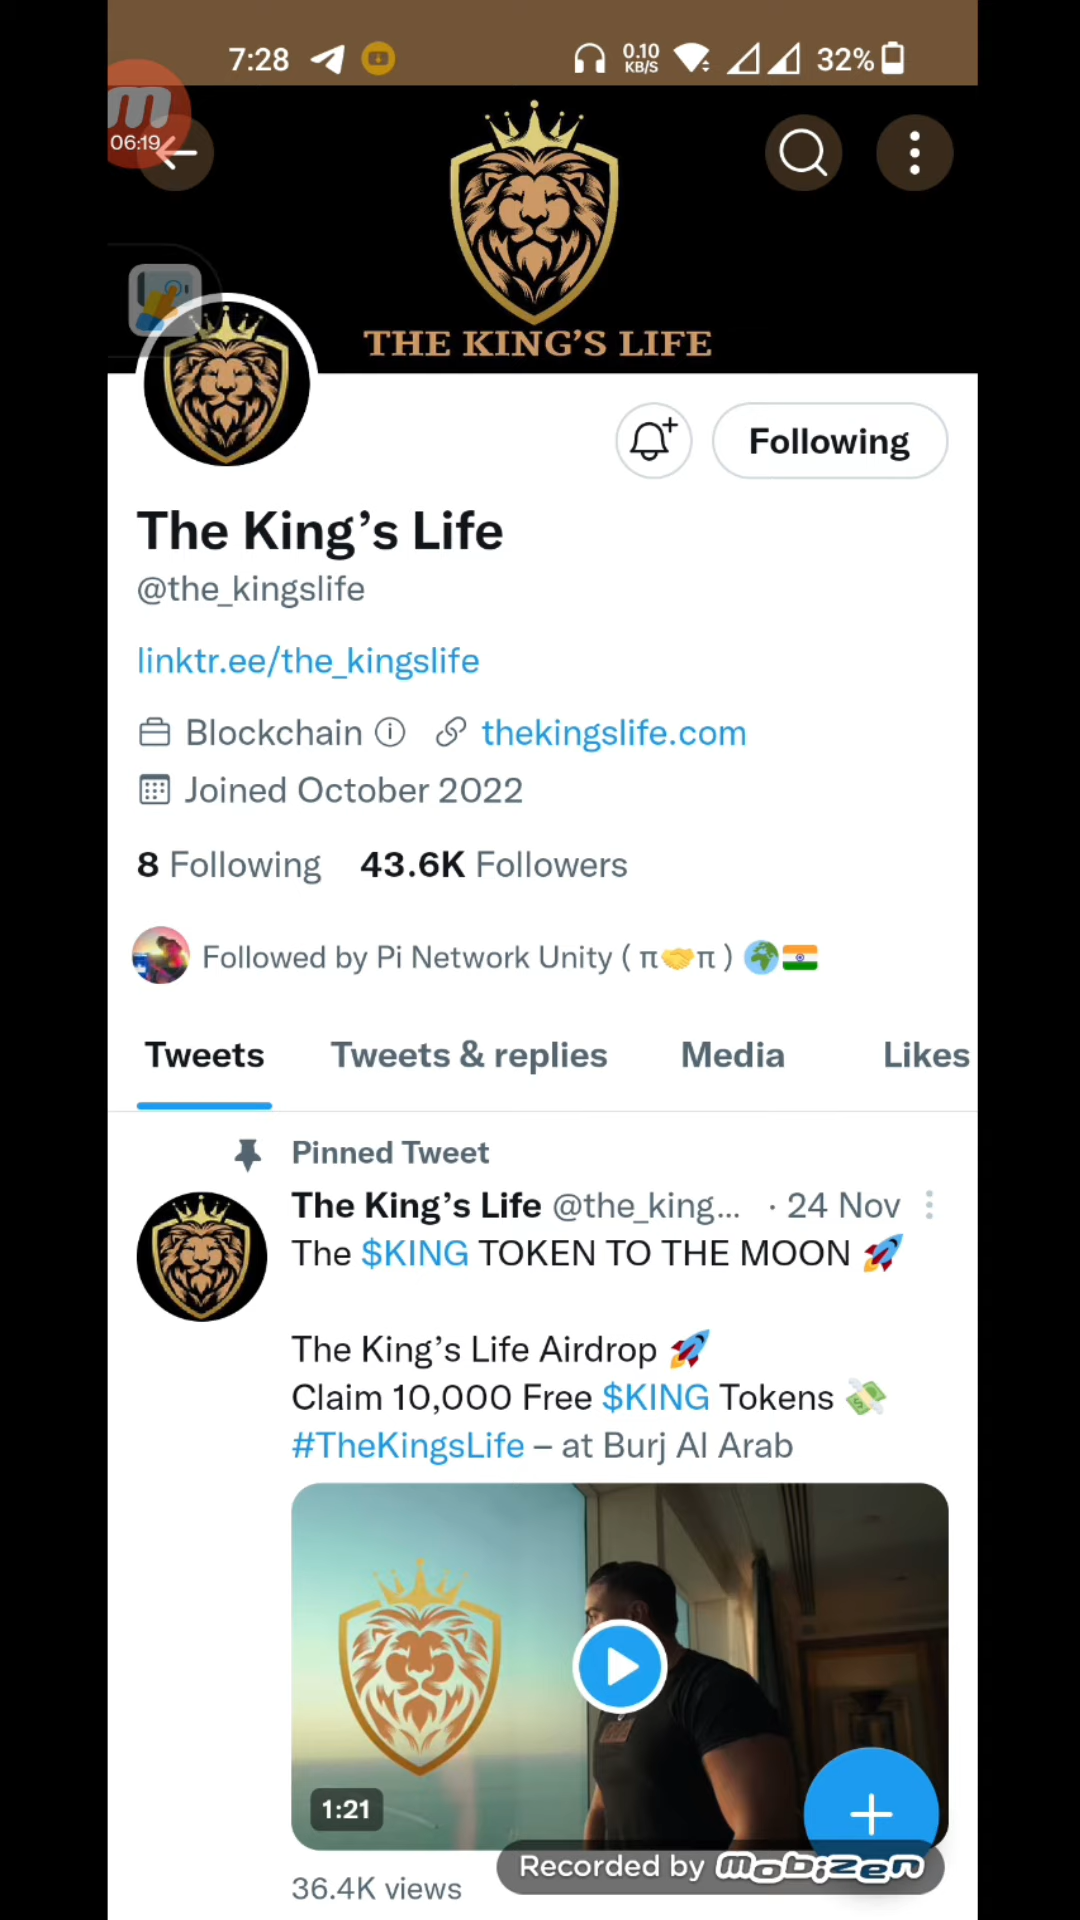 7:28
0.10
KB/S
32%
06:19
THE KING'S LIFE
Following
The King's Life
@the_kingslife
linktr.ee/the_kingslife
Blockchain
thekingslife.com
Joined October 2022
8 Following 43.6K Followers
Followed by Pi Network Unity ( π🤝π ) 🌍🇮🇳
Tweets Tweets & replies Media Likes
Pinned Tweet
The King's Life @the_king... · 24 Nov
The $KING TOKEN TO THE MOON 🚀
The King's Life Airdrop 🚀
Claim 10,000 Free $KING Tokens 💸
#TheKingsLife – at Burj Al Arab
1:21
Recorded by mobizen
36.4K views